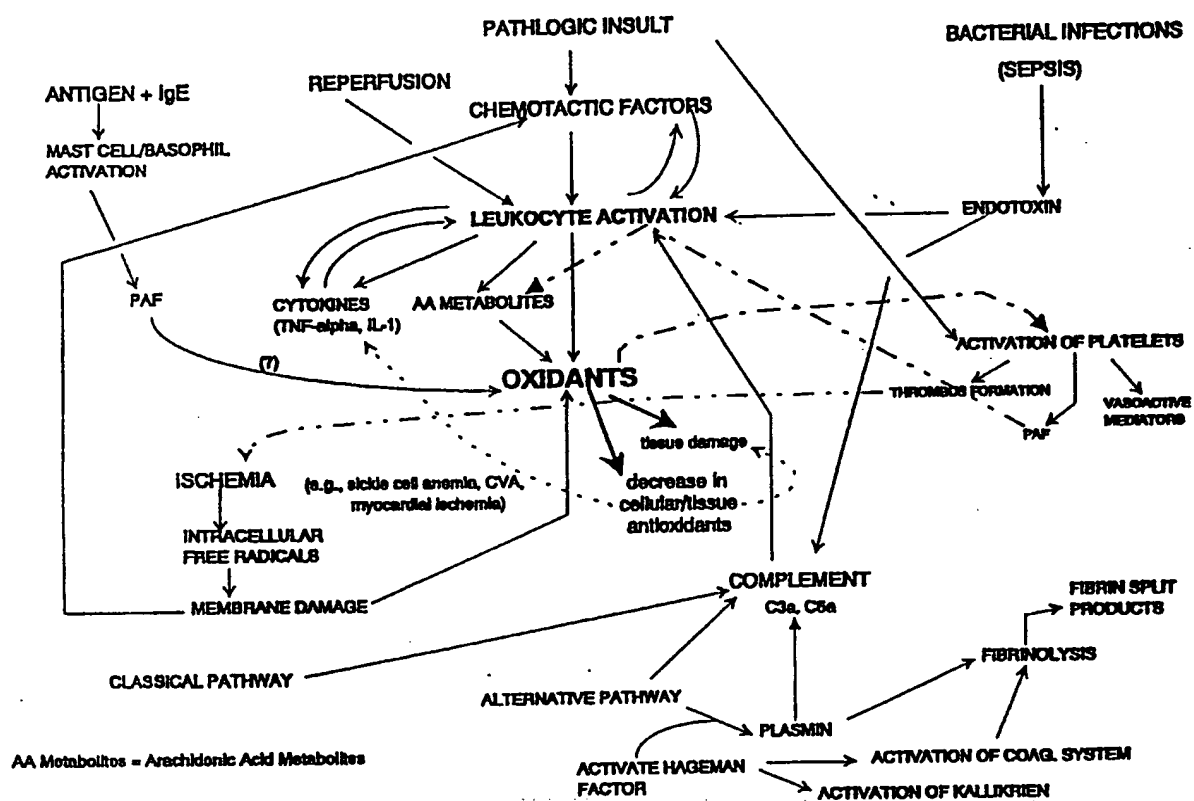 PATHLOGIC INSULT
BACTERIAL INFECTIONS
(SEPSIS)
ANTIGEN + IgE
REPERFUSION
CHEMOTACTIC FACTORS
MAST CELL/BASOPHIL
ACTIVATION
LEUKOCYTE ACTIVATION
ENDOTOXIN
PAF
CYTOKINES
(TNF-alpha, IL-1)
AA METABOLITES
ACTIVATION OF PLATELETS
(?)
OXIDANTS
THROMBUS FORMATION
VASOACTIVE
MEDIATORS
PAF
tissue damage
ISCHEMIA
(e.g., sickle cell anemia, CVA,
myocardial ischemia)
decrease in
cellular/tissue
antioxidants
INTRACELLULAR
FREE RADICALS
MEMBRANE DAMAGE
COMPLEMENT
C3a, C5a
FIBRIN SPLIT
PRODUCTS
FIBRINOLYSIS
CLASSICAL PATHWAY
ALTERNATIVE PATHWAY
PLASMIN
AA Metabolites = Arachidonic Acid Metabolites
ACTIVATE HAGEMAN
FACTOR
ACTIVATION OF COAG. SYSTEM
ACTIVATION OF KALLIKRIEN